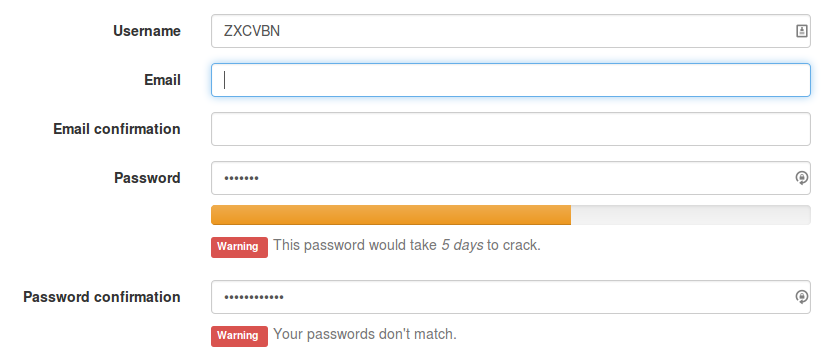 Username ZXCVBN
Email
Email confirmation
Password •••••••
Warning This password would take 5 days to crack.
Password confirmation ••••••••••••
Warning Your passwords don't match.